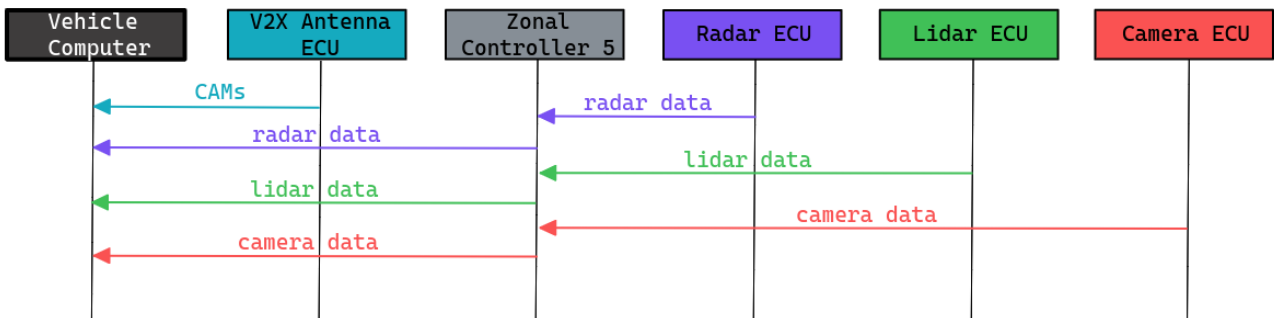 Vehicle
Computer
V2X Antenna
ECU
Zonal
Controller 5
Radar ECU
Lidar ECU
Camera ECU
CAMs
radar data
radar data
lidar data
lidar data
camera data
camera data